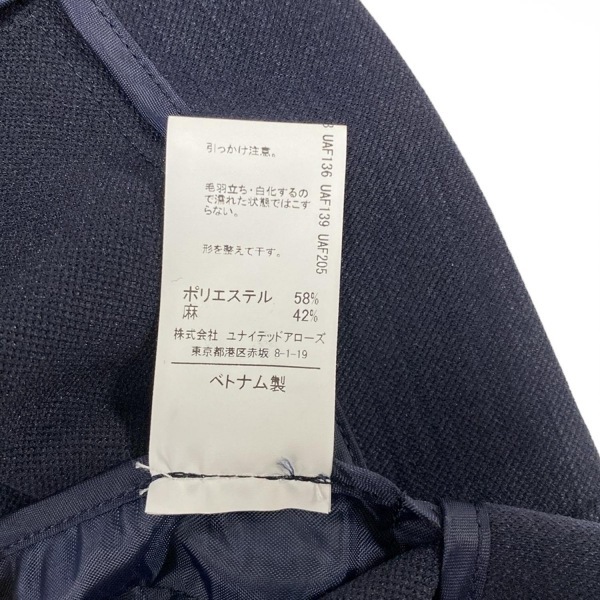 引っかけ注意。
毛羽立ち・白化するの
で濡れた状態ではこす
らない。
形を整えて干す。
ポリエステル 58%
麻 42%
株式会社 ユナイテッドアローズ
東京都港区赤坂 8-1-19
ベトナム製
UAF136 UAF139 UAF205